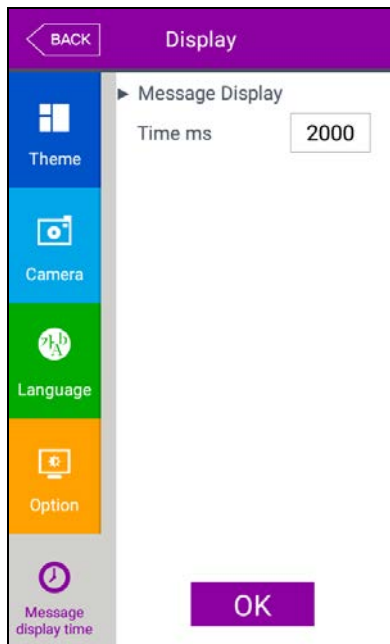 BACK
Display
Theme
Camera
Language
Option
Message
display time
► Message Display
Time ms
2000
OK